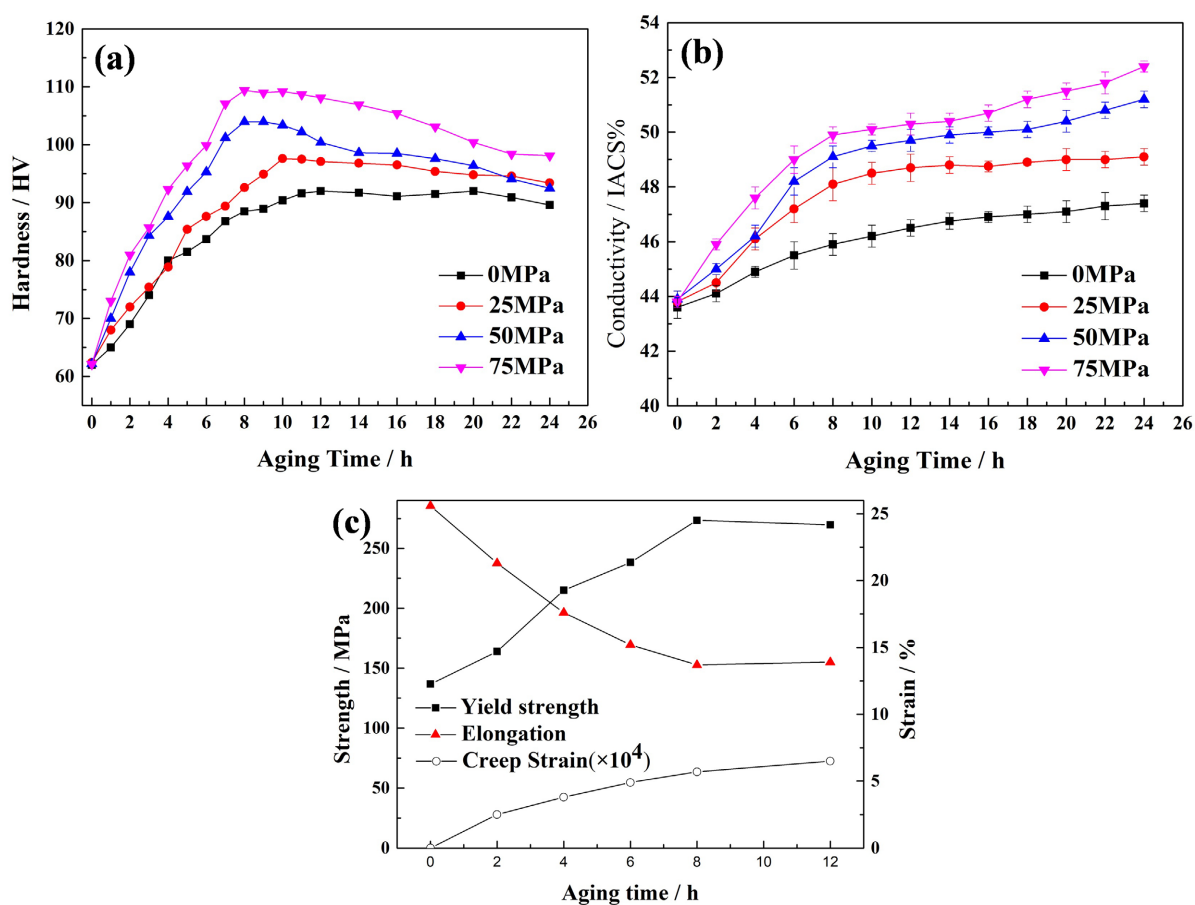 (a)
120
110
100
90
80
70
60
Hardness / HV
0MPa
25MPa
50MPa
75MPa
0 2 4 6 8 10 12 14 16 18 20 22 24 26
Aging Time / h
(b)
54
52
50
48
46
44
42
40
Conductivity / IACS%
0MPa
25MPa
50MPa
75MPa
0 2 4 6 8 10 12 14 16 18 20 22 24 26
Aging Time / h
(c)
250
200
150
100
50
0
Strength / MPa
Yield strength
Elongation
Creep Strain(×10⁴)
25
20
15
10
5
0
Strain / %
0 2 4 6 8 10 12
Aging time / h